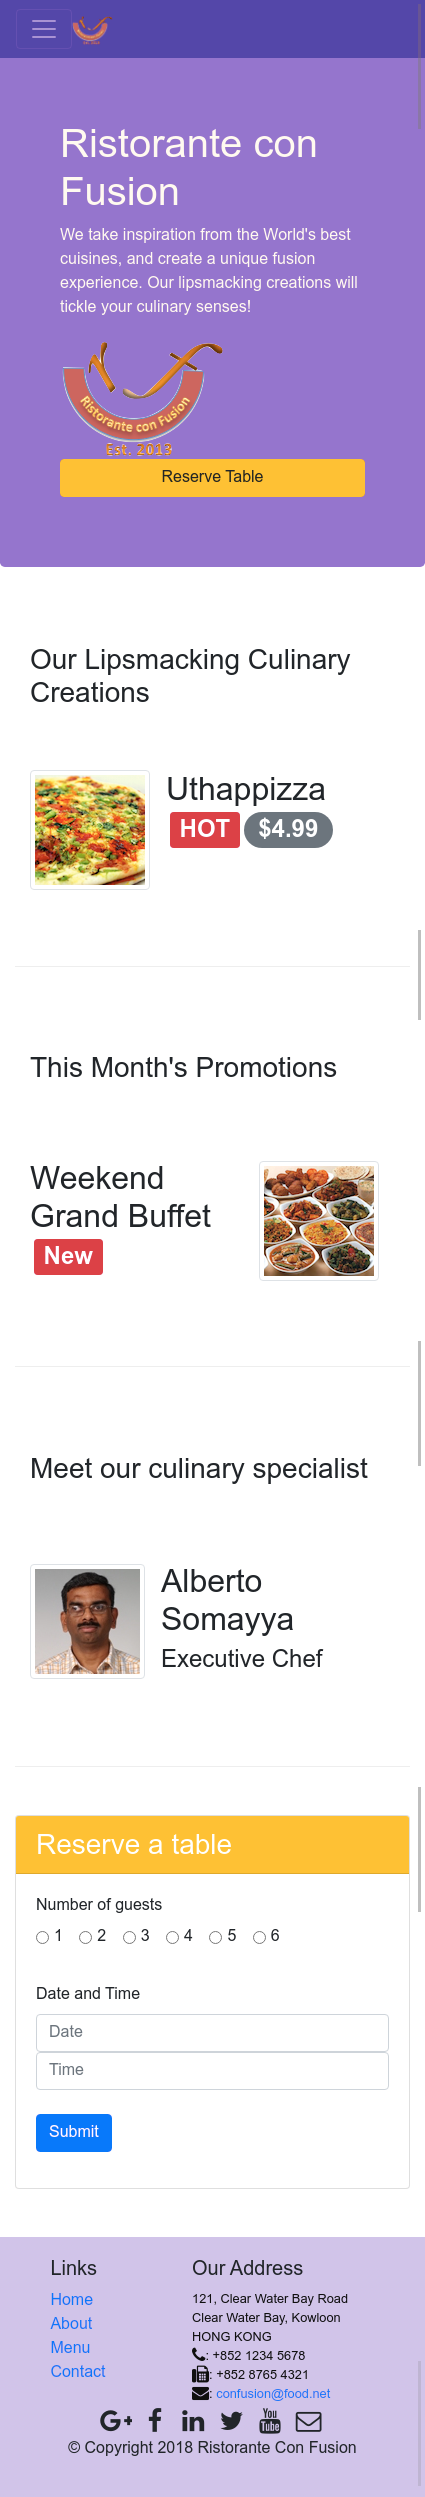 Ristorante con
Fusion
We take inspiration from the World's best
cuisines, and create a unique fusion
experience. Our lipsmacking creations will
tickle your culinary senses!
Ristorante con Fusion
Est. 2013
Reserve Table
Our Lipsmacking Culinary
Creations
Uthappizza
HOT $4.99
This Month's Promotions
Weekend
Grand Buffet
New
Meet our culinary specialist
Alberto
Somayya
Executive Chef
Reserve a table
Number of guests
1 2 3 4 5 6
Date and Time
Date
Time
Submit
Links
Home
About
Menu
Contact
Our Address
121, Clear Water Bay Road
Clear Water Bay, Kowloon
HONG KONG
: +852 1234 5678
: +852 8765 4321
: confusion@food.net
G+ f in You Tube
© Copyright 2018 Ristorante Con Fusion